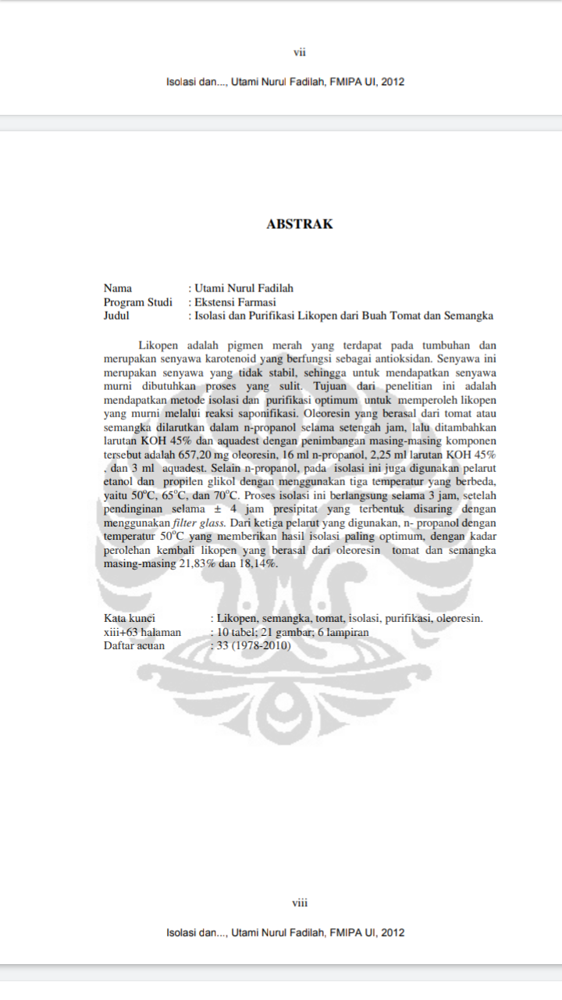 vii
Isolasi dan..., Utami Nurul Fadilah, FMIPA UI, 2012
ABSTRAK
Nama : Utami Nurul Fadilah
Program Studi : Ekstensi Farmasi
Judul : Isolasi dan Purifikasi Likopen dari Buah Tomat dan Semangka
Likopen adalah pigmen merah yang terdapat pada tumbuhan dan
merupakan senyawa karotenoid yang berfungsi sebagai antioksidan. Senyawa ini
merupakan senyawa yang tidak stabil, sehingga untuk mendapatkan senyawa
murni dibutuhkan proses yang sulit. Tujuan dari penelitian ini adalah
mendapatkan metode isolasi dan purifikasi optimum untuk memperoleh likopen
yang murni melalui reaksi saponifikasi. Oleoresin yang berasal dari tomat atau
semangka dilarutkan dalam n-propanol selama setengah jam, lalu ditambahkan
larutan KOH 45% dan aquadest dengan penimbangan masing-masing komponen
tersebut adalah 657,20 mg oleoresin, 16 ml n-propanol, 2,25 ml larutan KOH 45%
, dan 3 ml aquadest. Selain n-propanol, pada isolasi ini juga digunakan pelarut
etanol dan propilen glikol dengan menggunakan tiga temperatur yang berbeda,
yaitu 50°C, 65°C, dan 70°C. Proses isolasi ini berlangsung selama 3 jam, setelah
pendinginan selama ± 4 jam presipitat yang terbentuk disaring dengan
menggunakan filter glass. Dari ketiga pelarut yang digunakan, n- propanol dengan
temperatur 50°C yang memberikan hasil isolasi paling optimum, dengan kadar
perolehan kembali likopen yang berasal dari oleoresin tomat dan semangka
masing-masing 21,83% dan 18,14%.
Kata kunci : Likopen, semangka, tomat, isolasi, purifikasi, oleoresin.
xiii+63 halaman : 10 tabel; 21 gambar; 6 lampiran
Daftar acuan : 33 (1978-2010)
viii
Isolasi dan..., Utami Nurul Fadilah, FMIPA UI, 2012